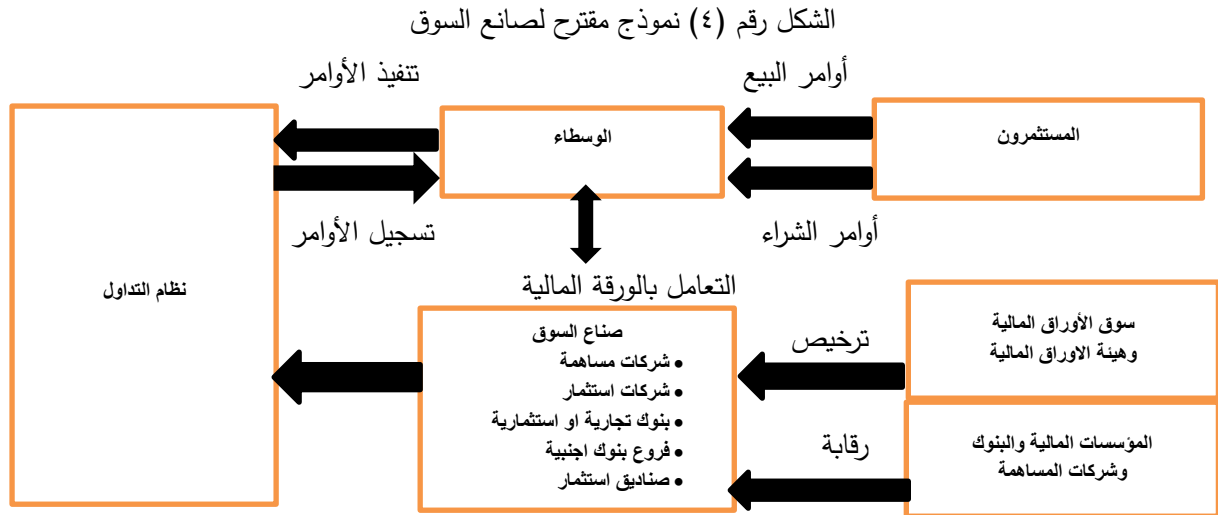 الشكل رقم (٤) نموذج مقترح لصانع السوق
أوامر البيع
تنفيذ الأوامر
المستثمرون
الوسطاء
أوامر الشراء
تسجيل الأوامر
نظام التداول
التعامل بالورقة المالية
سوق الأوراق المالية
وهيئة الاوراق المالية
ترخيص
صناع السوق
• شركات مساهمة
• شركات استثمار
• بنوك تجارية او استثمارية
• فروع بنوك اجنبية
• صناديق استثمار
المؤسسات المالية والبنوك
وشركات المساهمة
رقابة